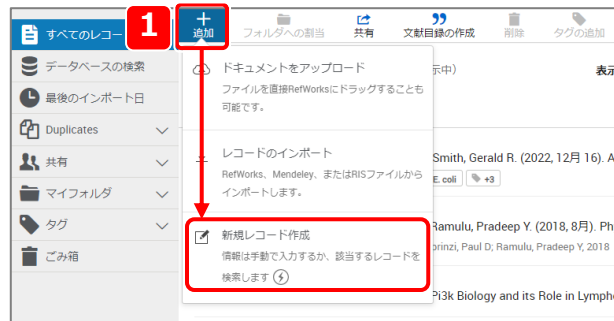 すべてのレコー
1
追加
フォルダへの割当
共有
文献目録の作成
削除
タグの追加
データベースの検索
最後のインポート日
Duplicates
共有
マイフォルダ
タグ
ごみ箱
ドキュメントをアップロード
ファイルを直接RefWorksにドラッグすることも
可能です。
レコードのインポート
RefWorks、Mendeley、またはRISファイルから
インポートします。
新規レコード作成
情報は手動で入力するか、該当するレコードを
検索します
示中)
表示
Smith, Gerald R. (2022, 12月 16). A
E. coli
+3
Ramulu, Pradeep Y. (2018, 8月). Ph
prinzi, Paul D; Ramulu, Pradeep Y, 2018
Pi3k Biology and its Role in Lymph